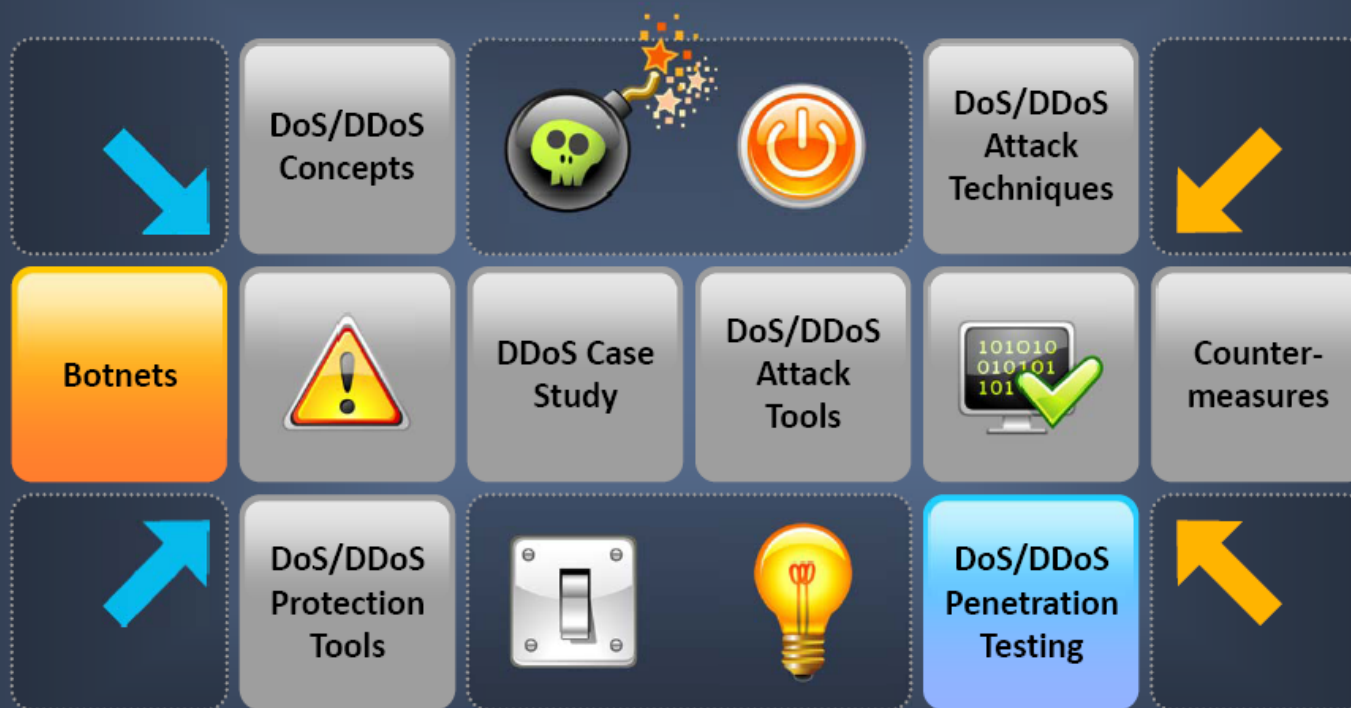 DoS/DDoS
Concepts
DoS/DDoS
Attack
Techniques
Botnets
DDoS Case
Study
DoS/DDoS
Attack
Tools
101010
010101
101
Counter-
measures
DoS/DDoS
Protection
Tools
DoS/DDoS
Penetration
Testing